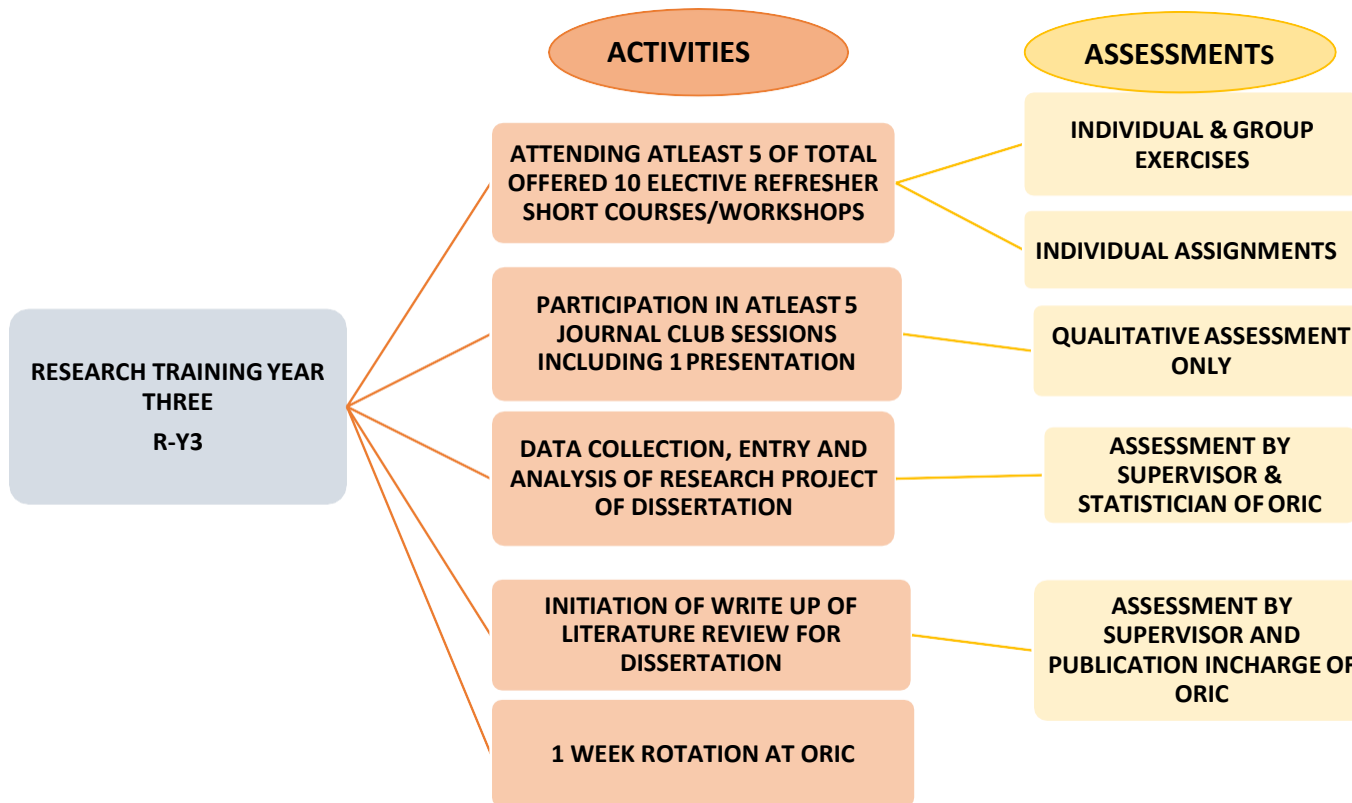 ACTIVITIES
ASSESSMENTS
ATTENDING ATLEAST 5 OF TOTAL
OFFERED 10 ELECTIVE REFRESHER
SHORT COURSES/WORKSHOPS
INDIVIDUAL & GROUP
EXERCISES
INDIVIDUAL ASSIGNMENTS
RESEARCH TRAINING YEAR
THREE
R-Y3
PARTICIPATION IN ATLEAST 5
JOURNAL CLUB SESSIONS
INCLUDING 1 PRESENTATION
QUALITATIVE ASSESSMENT
ONLY
DATA COLLECTION, ENTRY AND
ANALYSIS OF RESEARCH PROJECT
OF DISSERTATION
ASSESSMENT BY
SUPERVISOR &
STATISTICIAN OF ORIC
INITIATION OF WRITE UP OF
LITERATURE REVIEW FOR
DISSERTATION
ASSESSMENT BY
SUPERVISOR AND
PUBLICATION INCHARGE OF
ORIC
1 WEEK ROTATION AT ORIC